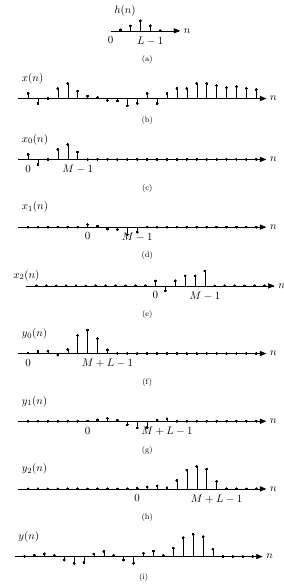 h(n)
n
0
L − 1
(a)
x(n)
n
(b)
x₀(n)
n
0
M − 1
(c)
x₁(n)
n
0
M − 1
(d)
x₂(n)
n
0
M − 1
(e)
y₀(n)
n
0
M + L − 1
(f)
y₁(n)
n
0
M + L − 1
(g)
y₂(n)
n
0
M + L − 1
(h)
y(n)
n
(i)